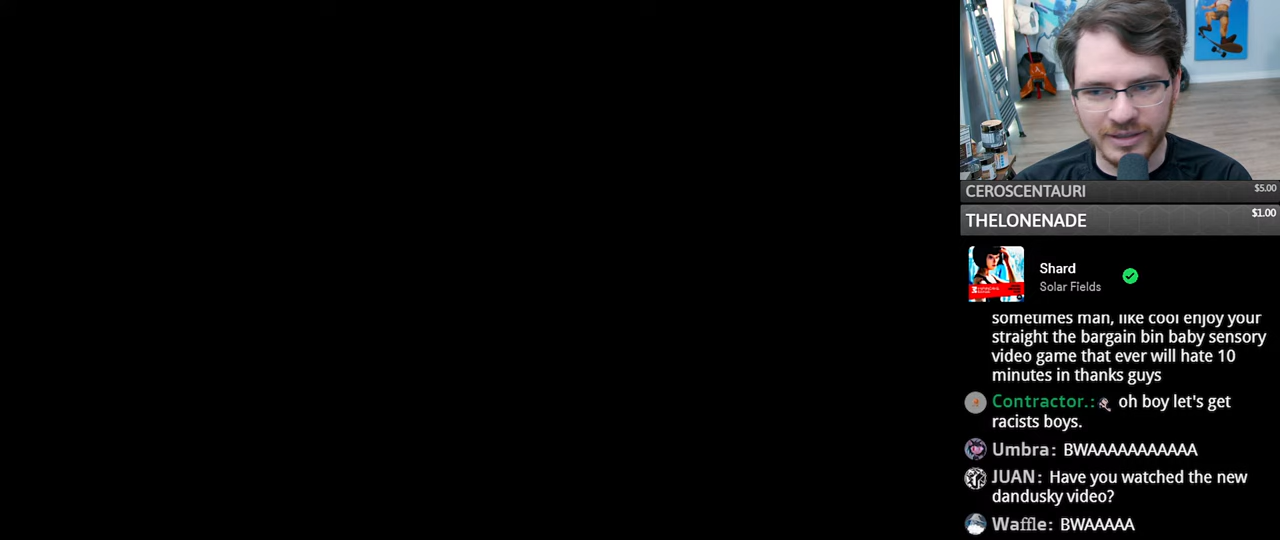 CEROSCENTAURI $5.00
THELONENADE $1.00
Shard
Solar Fields
sometimes man, like cool enjoy your
straight the bargain bin baby sensory
video game that ever will hate 10
minutes in thanks guys
Contractor.: oh boy let's get
racists boys.
Umbra: BWAAAAAAAAAAA
JUAN: Have you watched the new
dandusky video?
Waffle: BWAAAAA